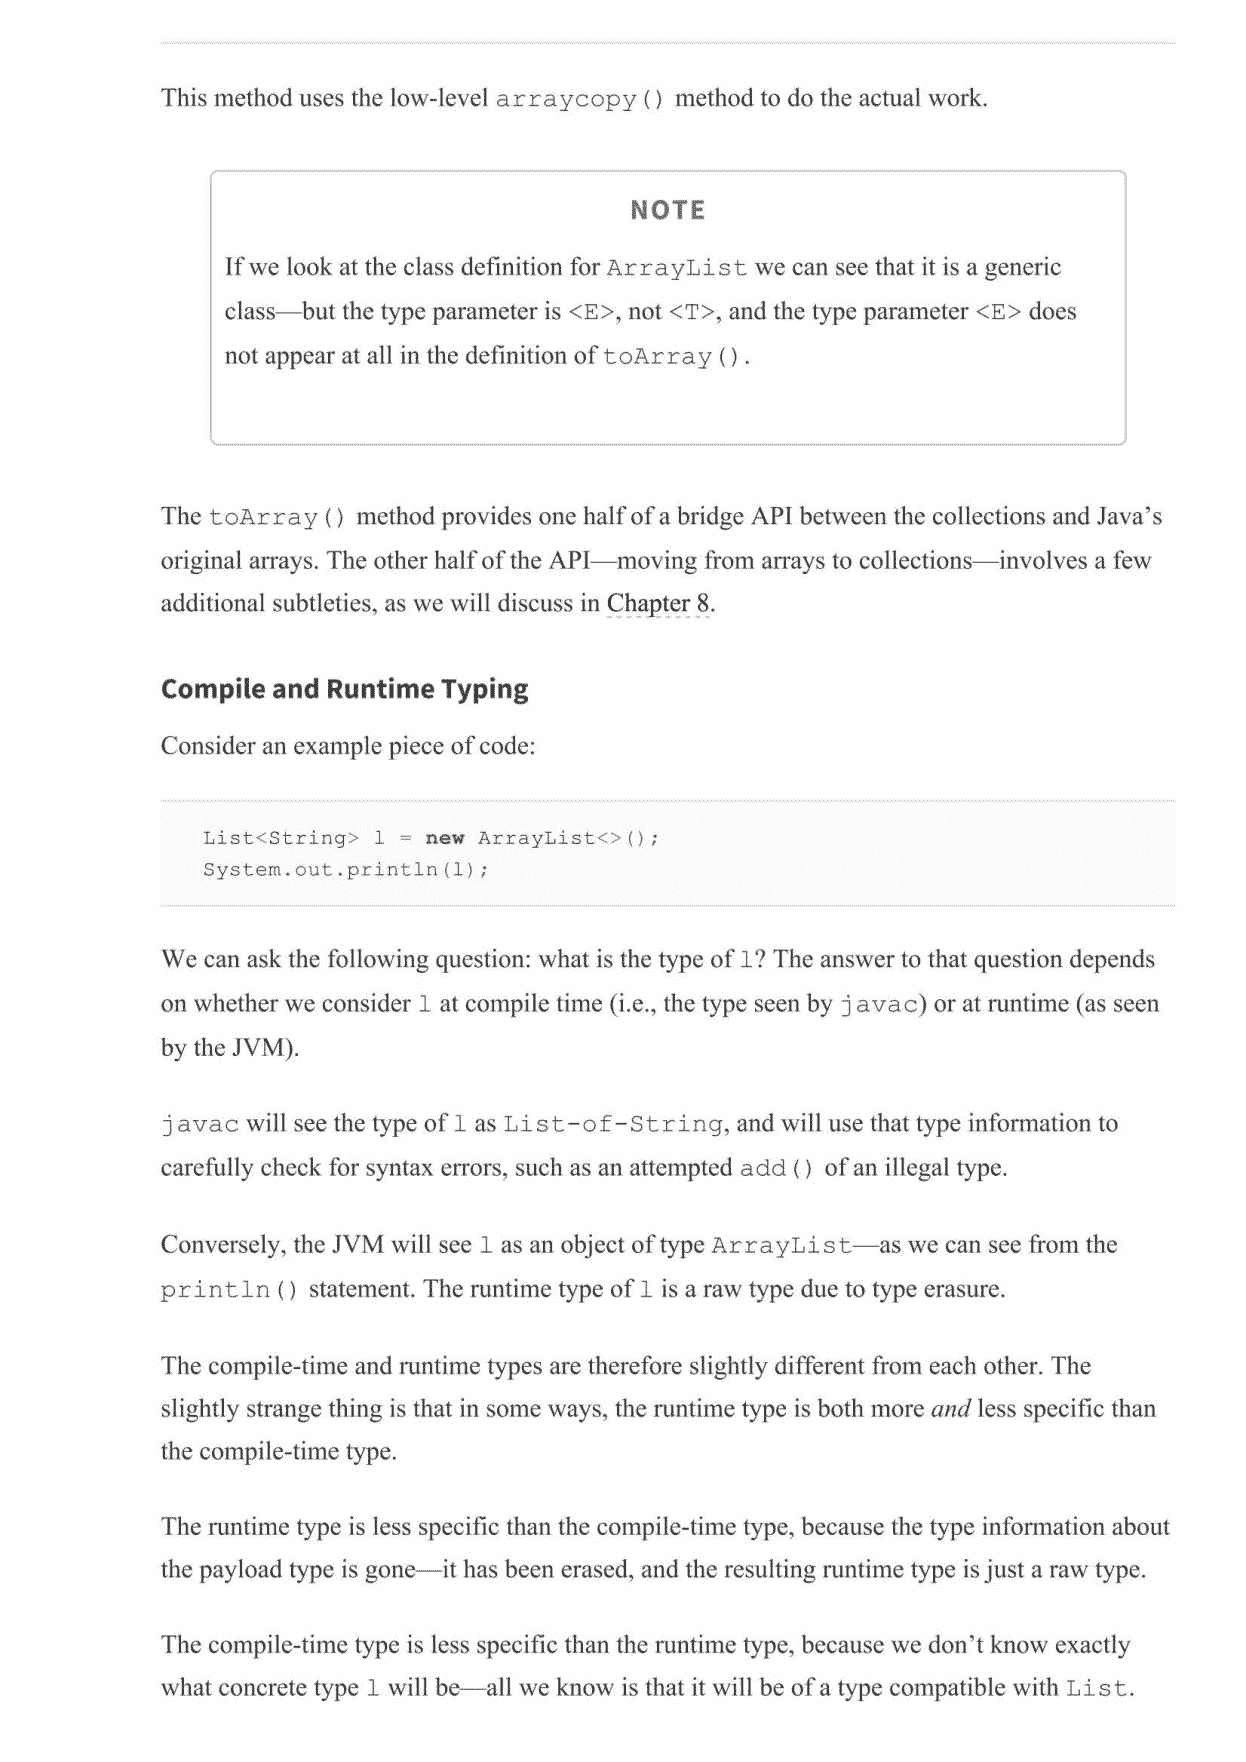 This method uses the low-level arraycopy() method to do the actual work.
NOTE
If we look at the class definition for ArrayList we can see that it is a generic
class—but the type parameter is <E>, not <T>, and the type parameter <E> does
not appear at all in the definition of toArray().
The toArray() method provides one half of a bridge API between the collections and Java’s
original arrays. The other half of the API—moving from arrays to collections—involves a few
additional subtleties, as we will discuss in Chapter 8.
Compile and Runtime Typing
Consider an example piece of code:
List<String> l = new ArrayList<>();
System.out.println(l);
We can ask the following question: what is the type of l? The answer to that question depends
on whether we consider l at compile time (i.e., the type seen by javac) or at runtime (as seen
by the JVM).
javac will see the type of l as List-of-String, and will use that type information to
carefully check for syntax errors, such as an attempted add() of an illegal type.
Conversely, the JVM will see l as an object of type ArrayList—as we can see from the
println() statement. The runtime type of l is a raw type due to type erasure.
The compile-time and runtime types are therefore slightly different from each other. The
slightly strange thing is that in some ways, the runtime type is both more and less specific than
the compile-time type.
The runtime type is less specific than the compile-time type, because the type information about
the payload type is gone—it has been erased, and the resulting runtime type is just a raw type.
The compile-time type is less specific than the runtime type, because we don’t know exactly
what concrete type l will be—all we know is that it will be of a type compatible with List.